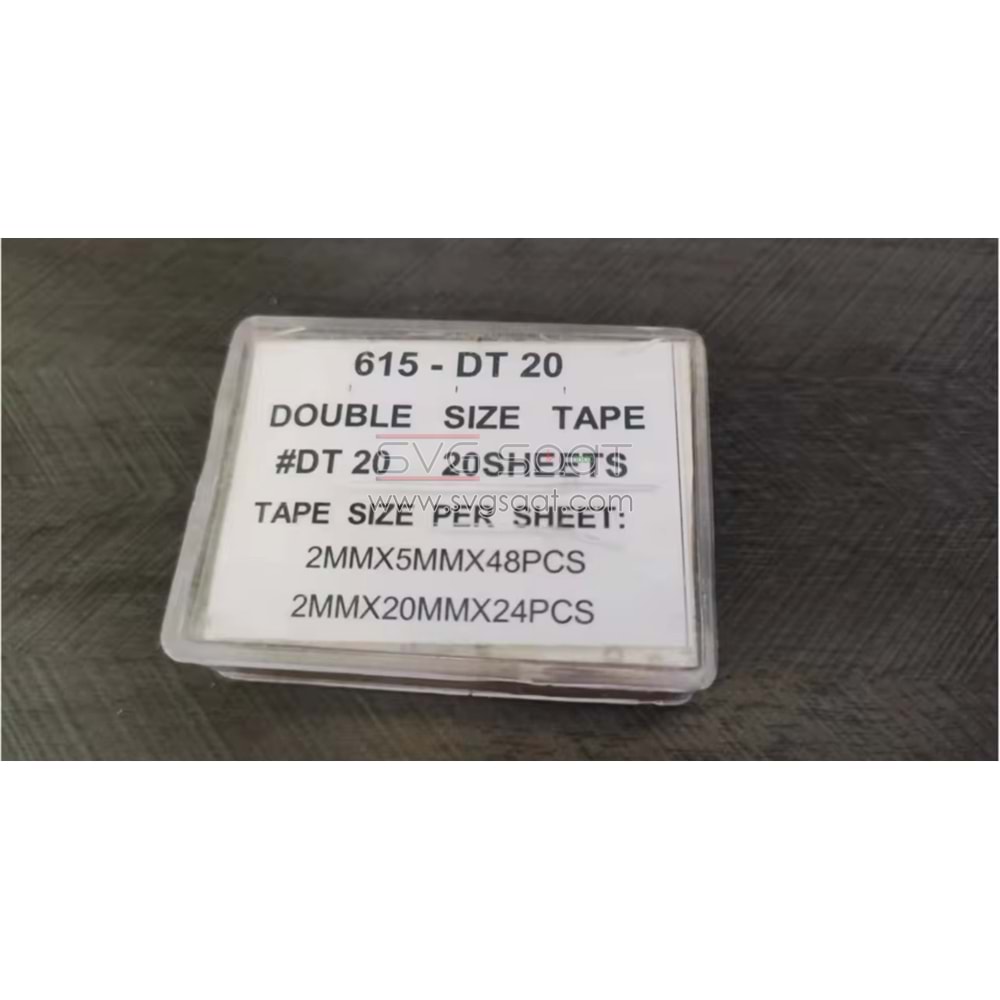 615 - DT 20
DOUBLE SIZE TAPE
#DT 20 20SHEETS
SVG saat
www.svgsaat.com
TAPE SIZE PER SHEET:
2MMX5MMX48PCS
2MMX20MMX24PCS